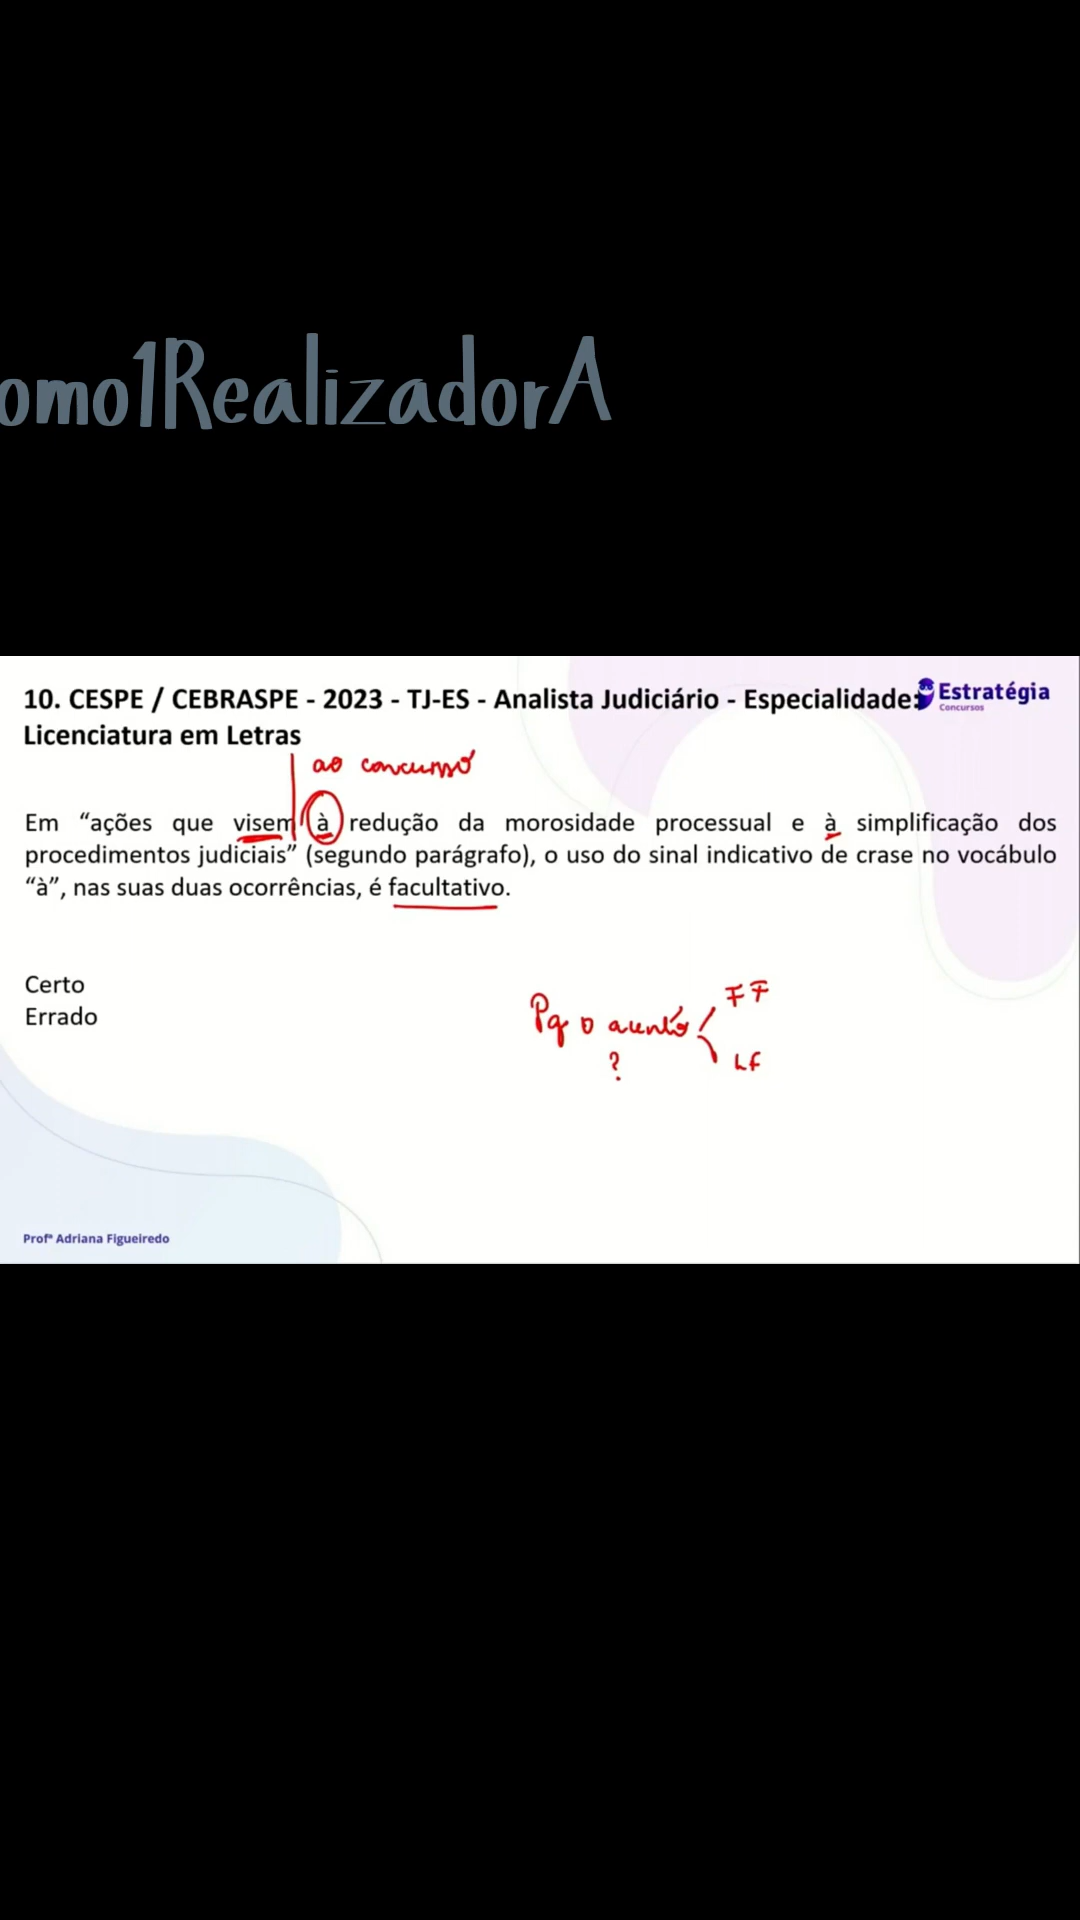 omo1RealizadorA
10. CESPE / CEBRASPE - 2023 - TJ-ES - Analista Judiciário - Especialidade:
Estratégia
Concursos
Licenciatura em Letras
ao concurso
Em “ações que visem à redução da morosidade processual e à simplificação dos
procedimentos judiciais” (segundo parágrafo), o uso do sinal indicativo de crase no vocábulo
“à”, nas suas duas ocorrências, é facultativo.
Certo
Errado
FF
Pq o acento
?
LF
Profª Adriana Figueiredo